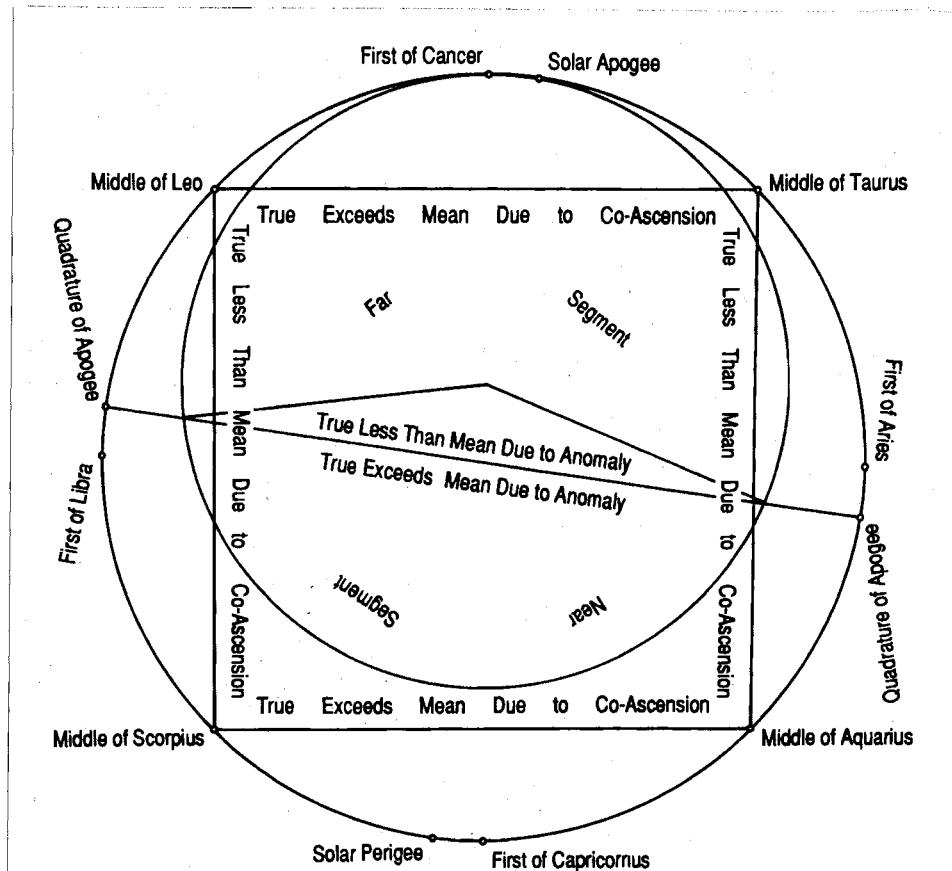 First of Cancer
Solar Apogee
Middle of Leo
Middle of Taurus
True Exceeds Mean Due to Co-Ascension
True Less Than Mean Due to Co-Ascension
True Less Than Mean Due to Co-Ascension
Quadrature of Apogee
Far Segment
First of Aries
True Less Than Mean Due to Anomaly
True Exceeds Mean Due to Anomaly
First of Libra
Quadrature of Apogee
Near Segment
True Exceeds Mean Due to Co-Ascension
Middle of Scorpius
Middle of Aquarius
Solar Perigee
First of Capricornus